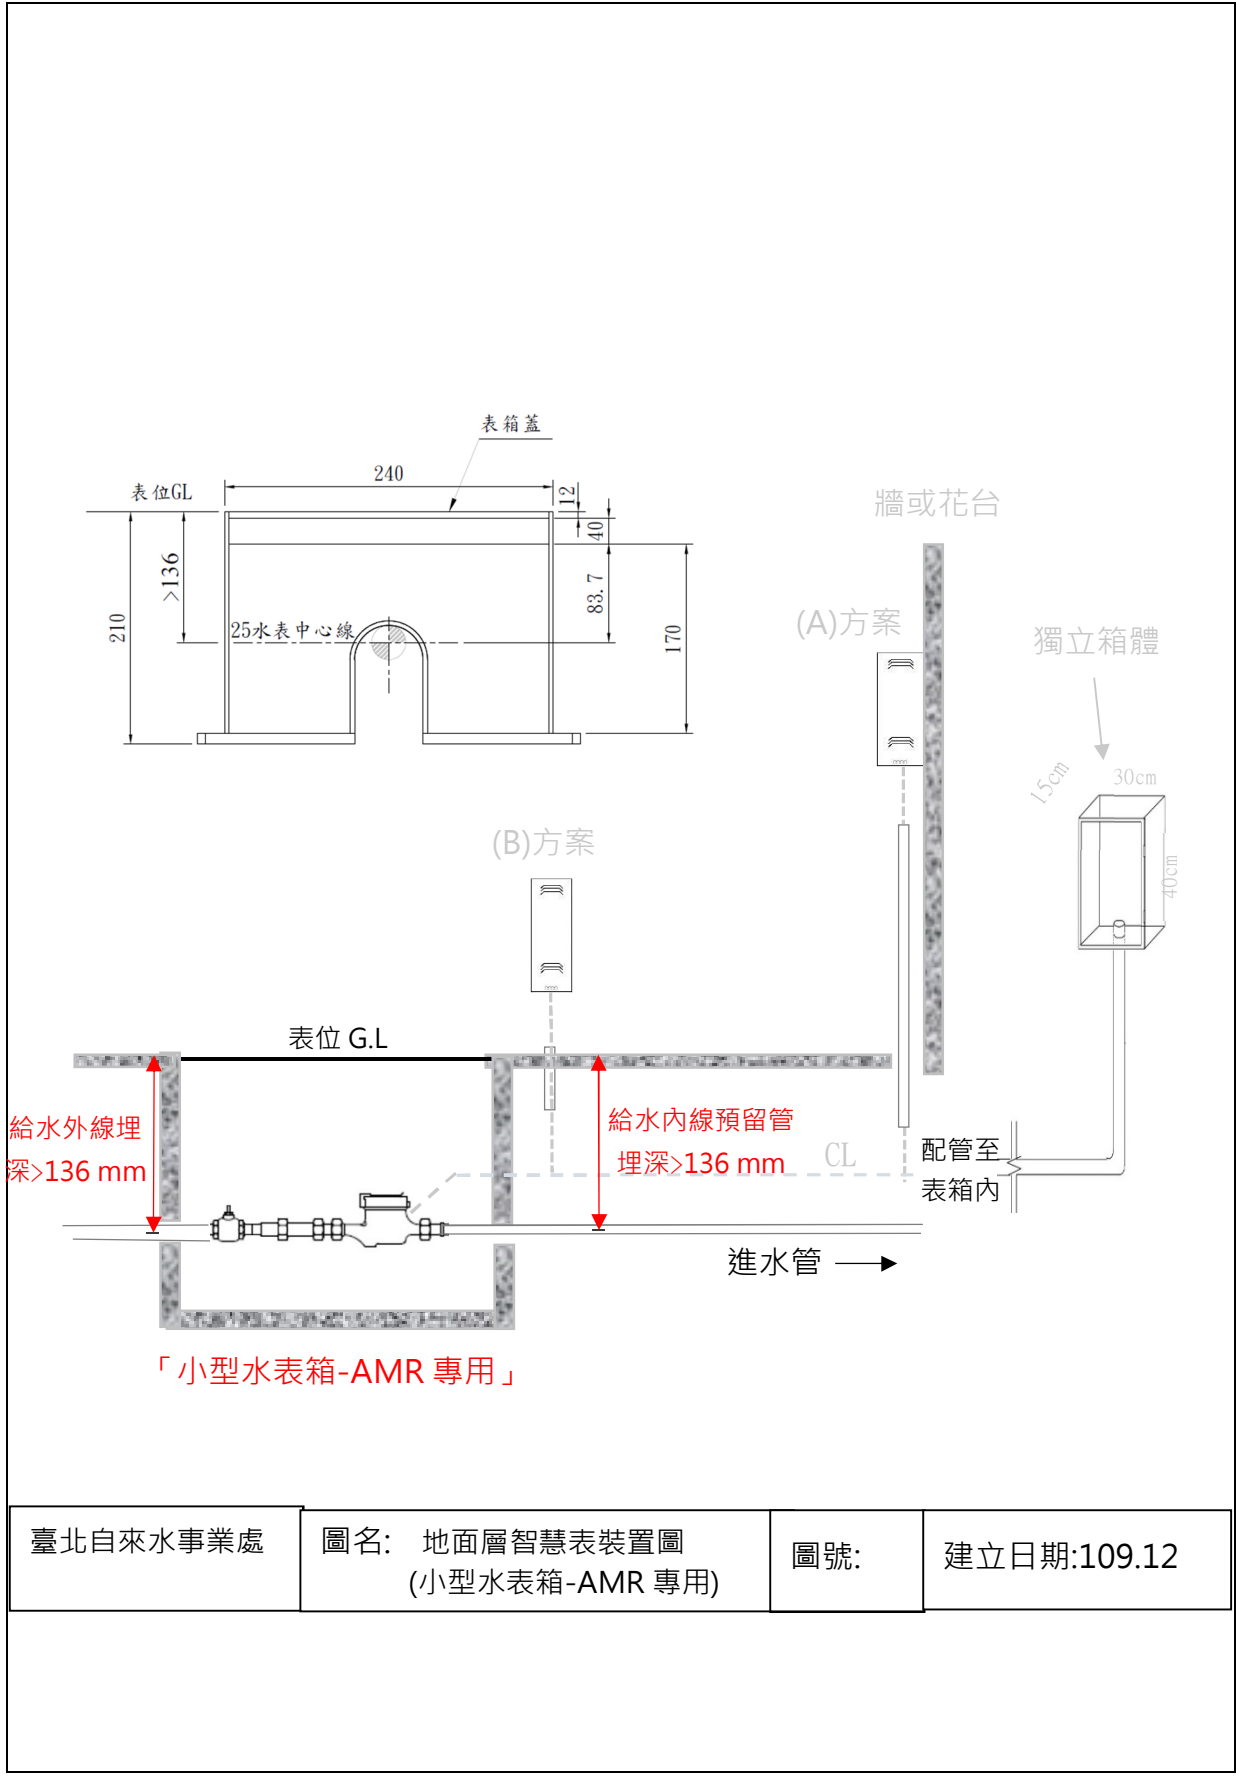 表箱蓋
240
表位GL
12
40
>136
83.7
210
25水表中心線
170
牆或花台
(A)方案
獨立箱體
15cm
30cm
40cm
(B)方案
表位 G.L
給水外線埋
深>136 mm
給水內線預留管
埋深>136 mm
CL
配管至
表箱內
進水管
「小型水表箱-AMR 專用」
臺北自來水事業處
圖名: 地面層智慧表裝置圖
(小型水表箱-AMR 專用)
圖號:
建立日期:109.12